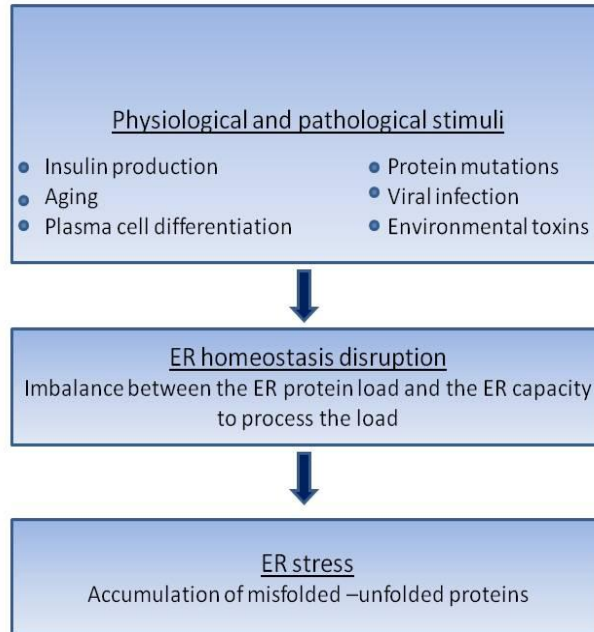 Physiological and pathological stimuli
Insulin production
Aging
Plasma cell differentiation
Protein mutations
Viral infection
Environmental toxins
ER homeostasis disruption
Imbalance between the ER protein load and the ER capacity
to process the load
ER stress
Accumulation of misfolded –unfolded proteins